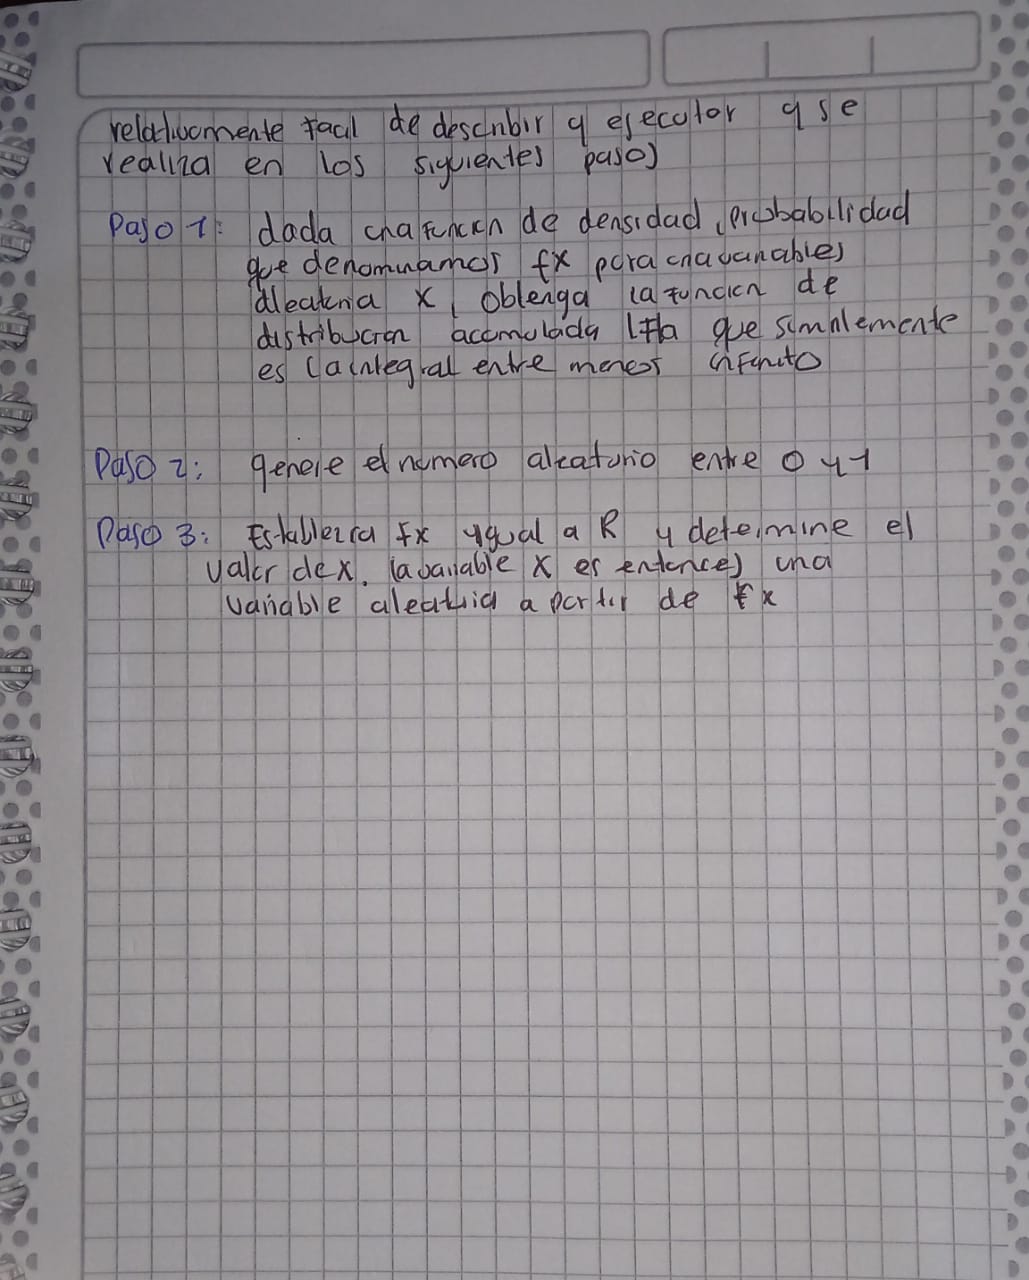 relativamente facil de describir y ejecutar y se
realiza en los siguientes pasos
Paso 1: dada una funcion de densidad, probabilidad
que denominamos fx para una variables
aleatoria x, obtenga la funcion de
distribucion acomulada que simplemente
es la integral entre menos infinito
Paso 2: genere el numero aleatorio entre 0 y 1
Paso 3: Establezca Fx ygual a R y determine el
valor de x. la variable x es entonces una
variable aleatoria a partir de fx